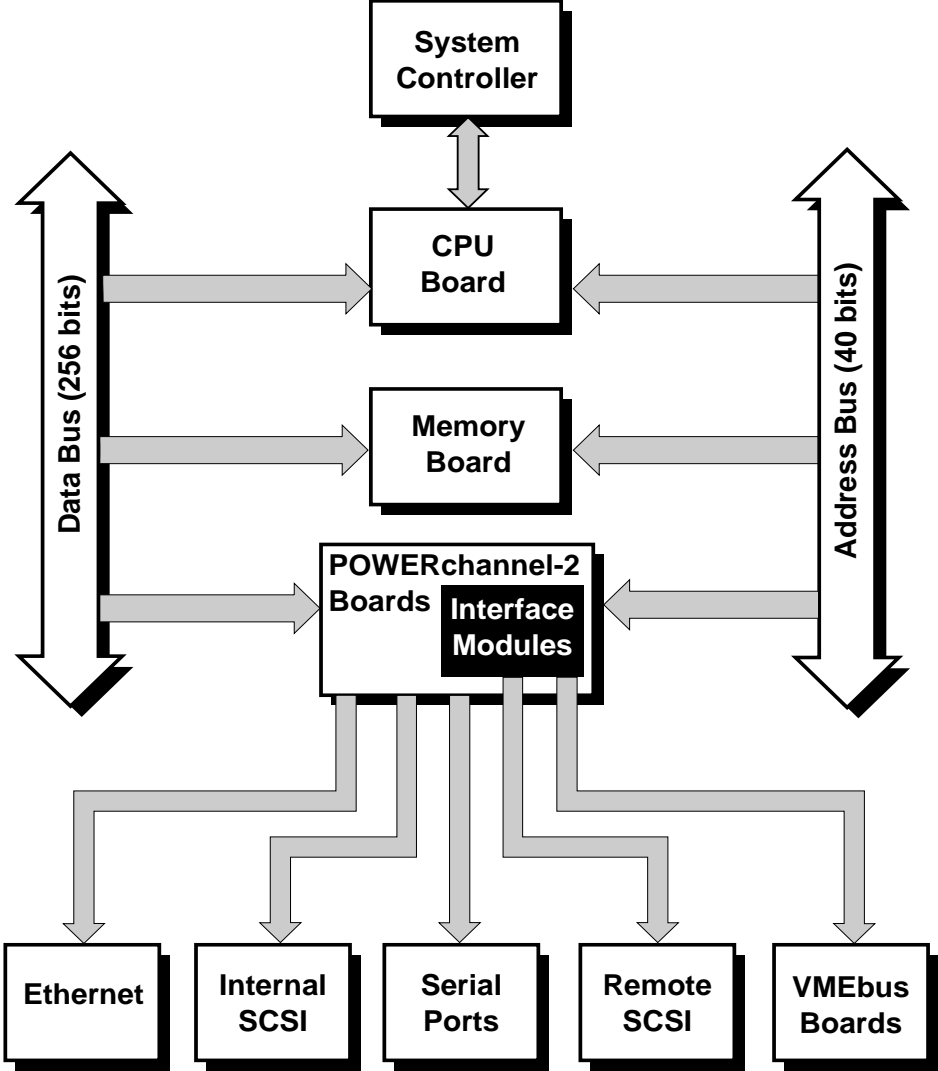 System
Controller
CPU
Board
Data Bus (256 bits)
Address Bus (40 bits)
Memory
Board
POWERchannel-2
Boards
Interface
Modules
Ethernet
Internal
SCSI
Serial
Ports
Remote
SCSI
VMEbus
Boards